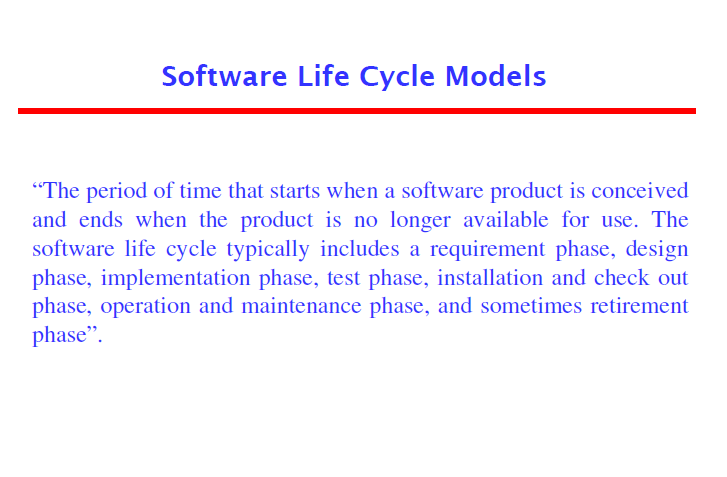 Software Life Cycle Models
“The period of time that starts when a software product is conceived
and ends when the product is no longer available for use. The
software life cycle typically includes a requirement phase, design
phase, implementation phase, test phase, installation and check out
phase, operation and maintenance phase, and sometimes retirement
phase”.